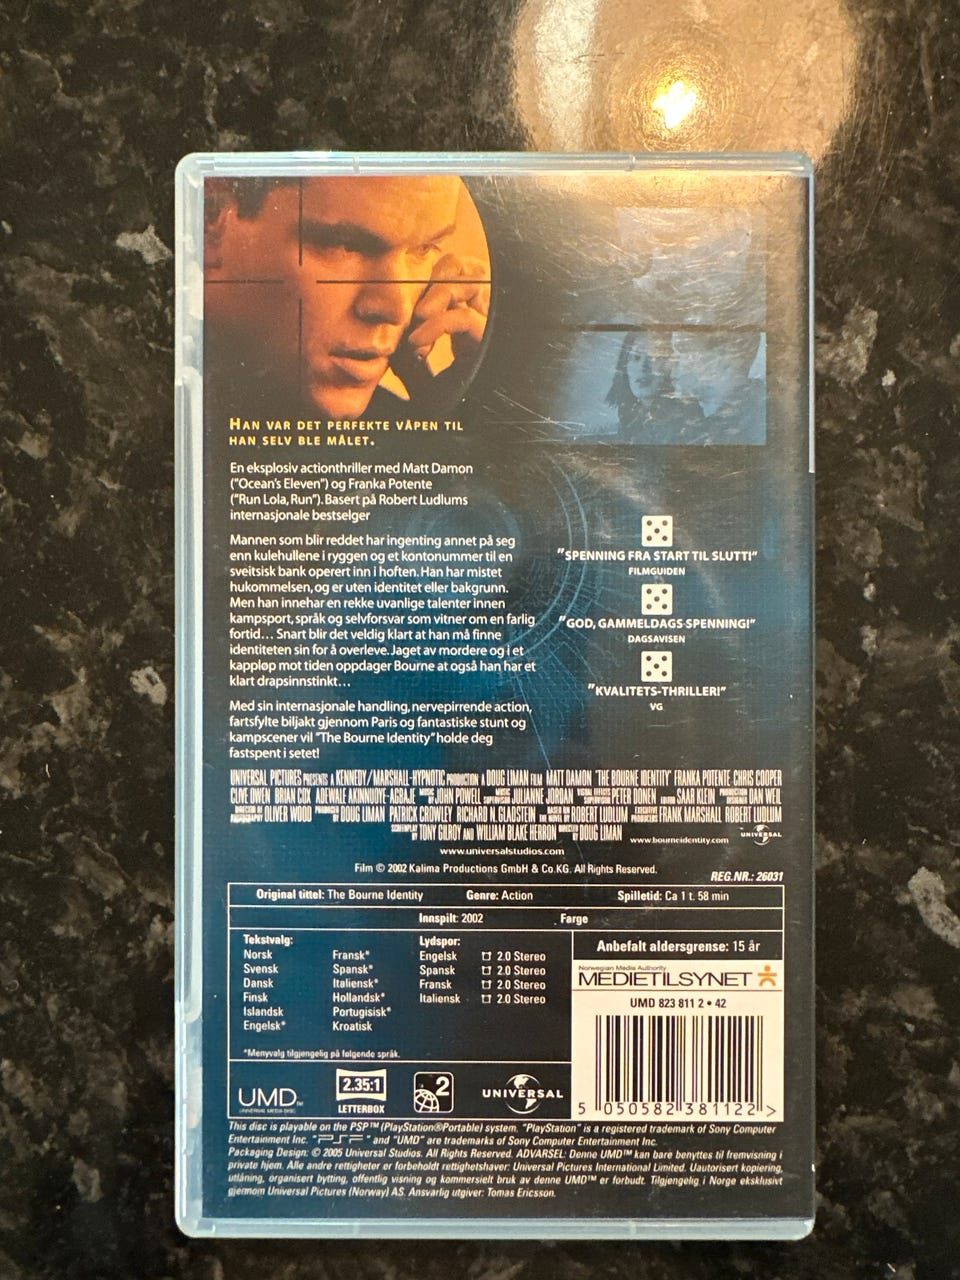 HAN VAR DET PERFEKTE VÅPEN TIL
HAN SELV BLE MÅLET.
En eksplosiv actionthriller med Matt Damon
("Ocean's Eleven") og Franka Potente
("Run Lola, Run"). Basert på Robert Ludlums
internasjonale bestselger
Mannen som blir reddet har ingenting annet på seg
enn kulehullene i ryggen og et kontonummer til en
sveitsisk bank operert inn i hoften. Han har mistet
hukommelsen, og er uten identitet eller bakgrunn.
Men han innehar en rekke uvanlige talenter innen
kampsport, språk og selvforsvar som vitner om en farlig
fortid... Snart blir det veldig klart at han må finne
identiteten sin for å overleve. Jaget av mordere og i et
kappløp mot tiden oppdager Bourne at også han har et
klart drapsinnstinkt...
Med sin internasjonale handling, nervepirrende action,
fartsfylte biljakt gjennom Paris og fantastiske stunt og
kampscener vil "The Bourne Identity" holde deg
fastspent i setet!
"SPENNING FRA START TIL SLUTT!"
FILMGUIDEN
"GOD, GAMMELDAGS SPENNING!"
DAGSAVISEN
"KVALITETS-THRILLER!"
VG
UNIVERSAL PICTURES PRESENTS A KENNEDY/MARSHALL-HYPNOTIC PRODUCTION A DOUG LIMAN FILM MATT DAMON "THE BOURNE IDENTITY" FRANKA POTENTE CHRIS COOPER
CLIVE OWEN BRIAN COX ADEWALE AKINNUOYE-AGBAJE MUSIC BY JOHN POWELL MUSIC SUPERVISION JULIANNE JORDAN VISUAL EFFECTS SUPERVISOR PETER DONEN EDITOR SAAR KLEIN PRODUCTION DESIGNER DAN WEIL
DIRECTOR OF PHOTOGRAPHY OLIVER WOOD PRODUCED BY DOUG LIMAN PATRICK CROWLEY RICHARD N. GLADSTEIN BASED ON THE NOVEL BY ROBERT LUDLUM EXECUTIVE PRODUCERS FRANK MARSHALL ROBERT LUDLUM
SCREENPLAY BY TONY GILROY AND WILLIAM BLAKE HERRON DIRECTED BY DOUG LIMAN
www.bourneidentity.com
UNIVERSAL
www.universalstudios.com
Film © 2002 Kalima Productions GmbH & Co.KG. All Rights Reserved.
REG.NR.: 26031
Original tittel: The Bourne Identity Genre: Action Spilletid: Ca 1 t. 58 min
Innspilt: 2002 Farge
Tekstvalg:
Norsk
Svensk
Dansk
Finsk
Islandsk
Engelsk*
Fransk*
Spansk*
Italiensk*
Hollandsk*
Portugisisk*
Kroatisk
*Menyvalg tilgjengelig på følgende språk.
Lydspor:
Engelsk 2.0 Stereo
Spansk 2.0 Stereo
Fransk 2.0 Stereo
Italiensk 2.0 Stereo
Anbefalt aldersgrense: 15 år
Norwegian Media Authority
MEDIETILSYNET
UMD 823 811 2 • 42
5 050582 381122 >
UMD™
UNIVERSAL MEDIA DISC
2.35:1
LETTERBOX
2
UNIVERSAL
This disc is playable on the PSP™ (PlayStation®Portable) system. "PlayStation" is a registered trademark of Sony Computer
Entertainment Inc. "PSP" and "UMD" are trademarks of Sony Computer Entertainment Inc.
Packaging Design: © 2005 Universal Studios. All Rights Reserved. ADVARSEL: Denne UMD™ kan bare benyttes til fremvisning i
private hjem. Alle andre rettigheter er forbeholdt rettighetshaver: Universal Pictures International Limited. Uautorisert kopiering,
utlåning, organisert bytting, offentlig visning og kommersielt bruk av denne UMD™ er forbudt. Tilgjengelig i Norge eksklusivt
gjennom Universal Pictures (Norway) AS. Ansvarlig utgiver: Tomas Ericsson.